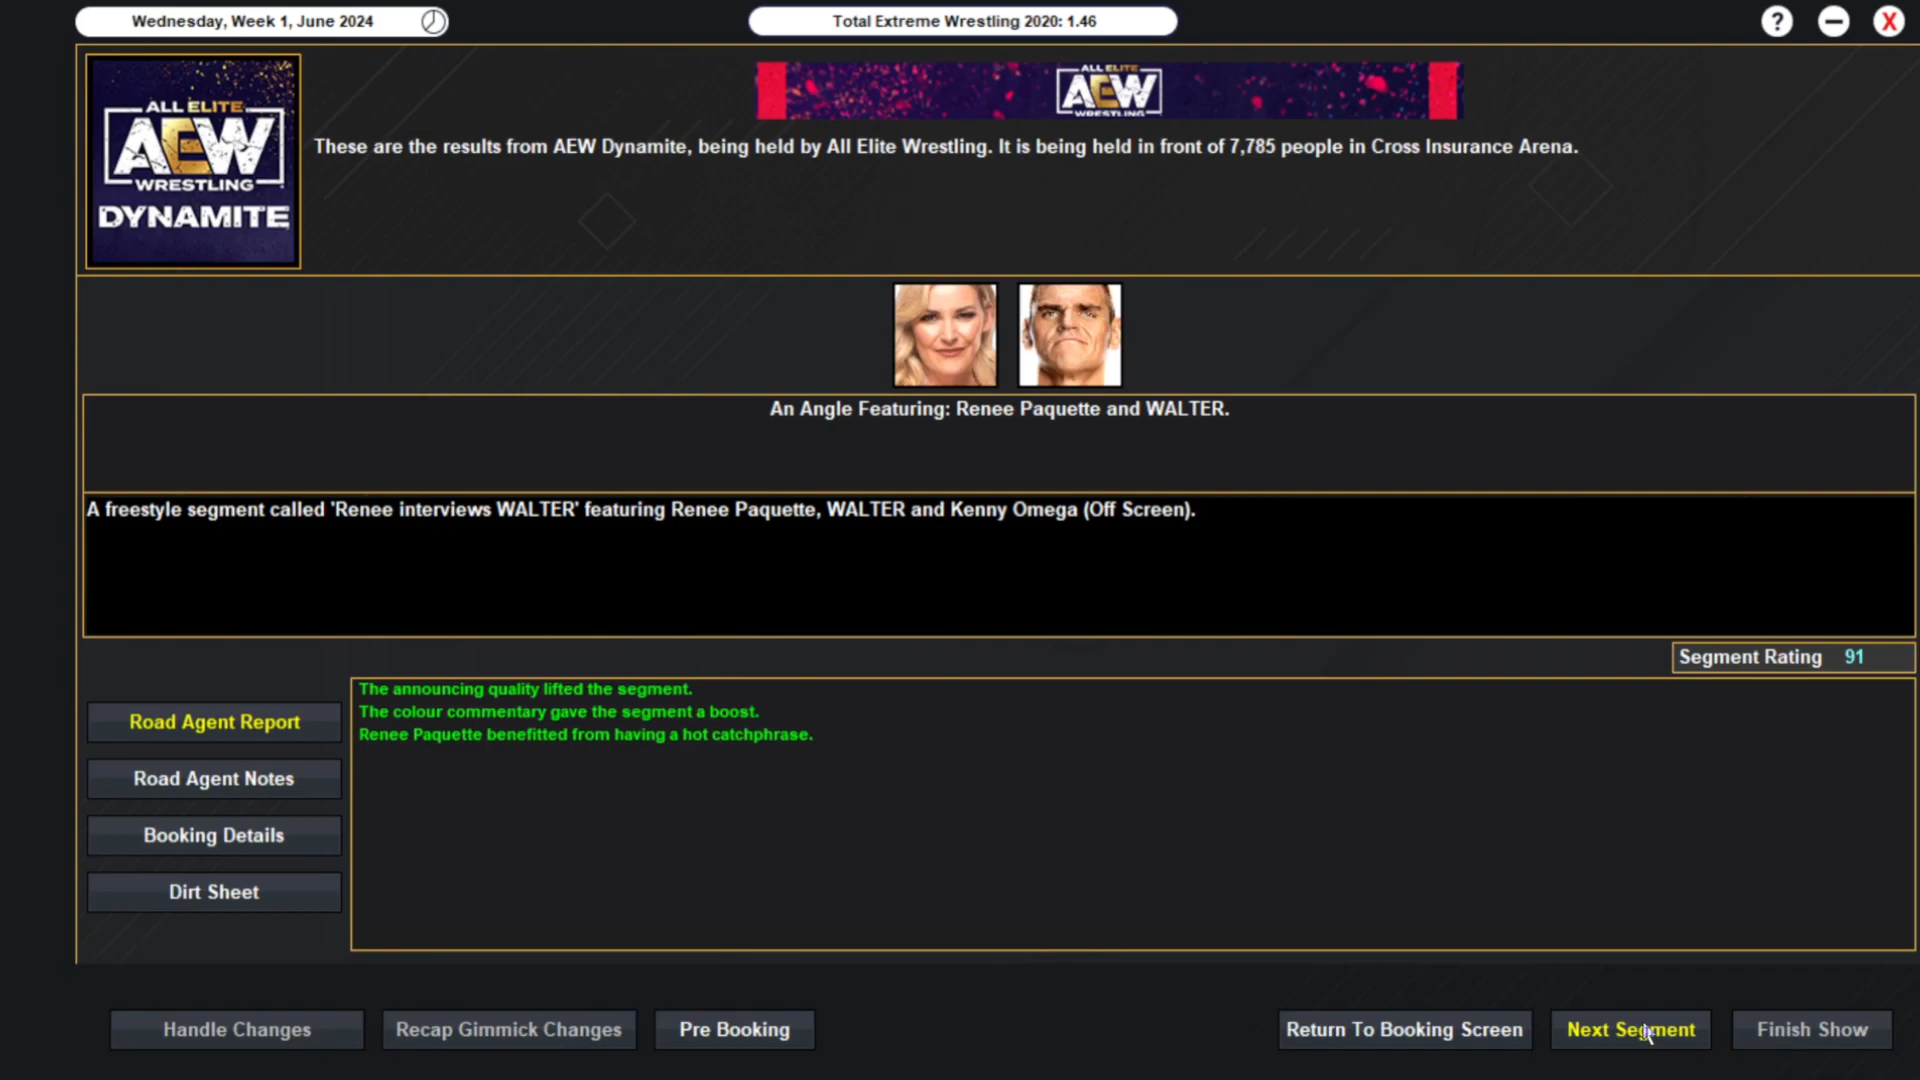 Wednesday, Week 1, June 2024
Total Extreme Wrestling 2020: 1.46
? – X
ALL ELITE
AEW
WRESTLING
DYNAMITE
ALL ELITE
AEW
WRESTLING
These are the results from AEW Dynamite, being held by All Elite Wrestling. It is being held in front of 7,785 people in Cross Insurance Arena.
An Angle Featuring: Renee Paquette and WALTER.
A freestyle segment called 'Renee interviews WALTER' featuring Renee Paquette, WALTER and Kenny Omega (Off Screen).
Segment Rating 91
Road Agent Report
Road Agent Notes
Booking Details
Dirt Sheet
The announcing quality lifted the segment.
The colour commentary gave the segment a boost.
Renee Paquette benefitted from having a hot catchphrase.
Handle Changes
Recap Gimmick Changes
Pre Booking
Return To Booking Screen
Next Segment
Finish Show